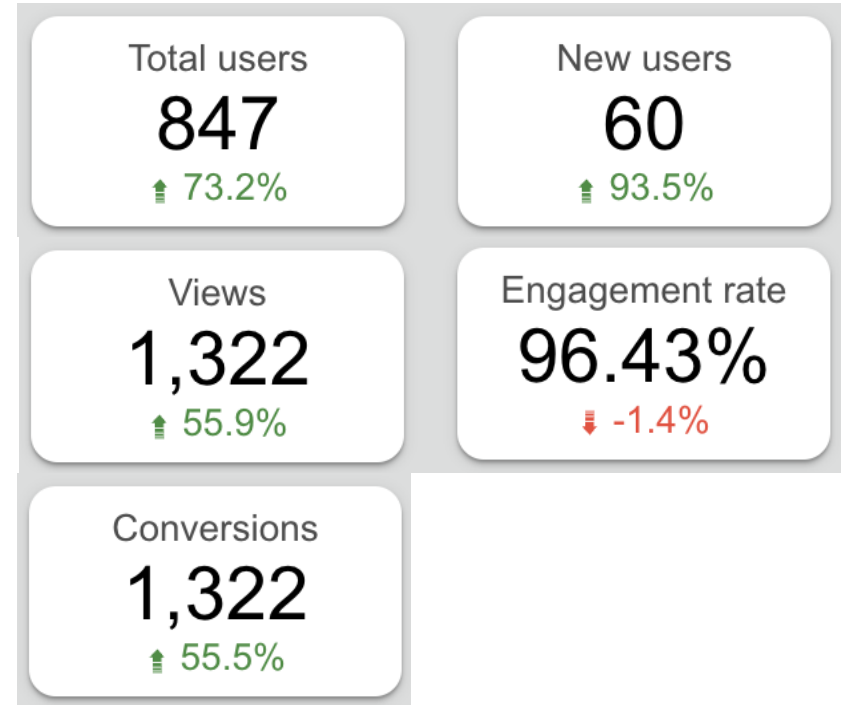 Total users
847
73.2%
New users
60
93.5%
Views
1,322
55.9%
Engagement rate
96.43%
-1.4%
Conversions
1,322
55.5%